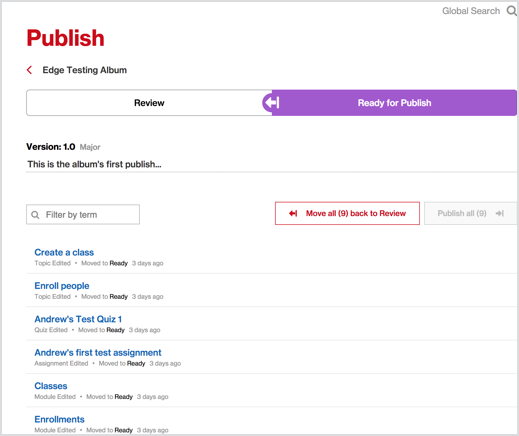 Global Search
Publish
Edge Testing Album
Review
Ready for Publish
Version: 1.0 Major
This is the album's first publish...
Filter by term
Move all (9) back to Review
Publish all (9)
Create a class
Topic Edited • Moved to Ready 3 days ago
Enroll people
Topic Edited • Moved to Ready 3 days ago
Andrew's Test Quiz 1
Quiz Edited • Moved to Ready 3 days ago
Andrew's first test assignment
Assignment Edited • Moved to Ready 3 days ago
Classes
Module Edited • Moved to Ready 3 days ago
Enrollments
Module Edited • Moved to Ready 3 days ago